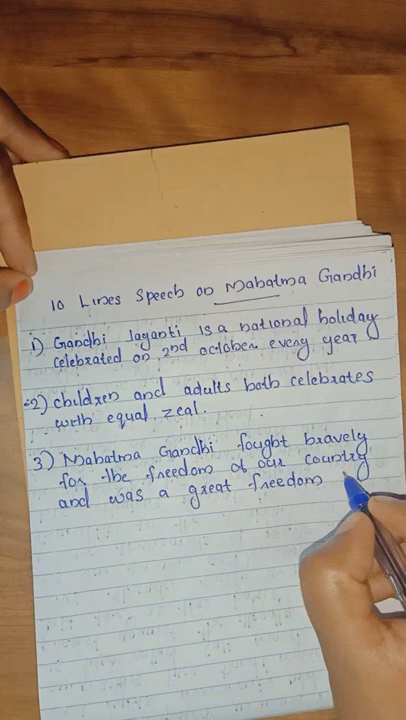 10 Lines Speech on Mahatma Gandhi
1) Gandhi Jayanti is a national holiday
celebrated on 2nd october every year
2) children and adults both celebrates
with equal zeal.
3) Mahatma Gandhi fought bravely
for the freedom of our country
and was a great freedom